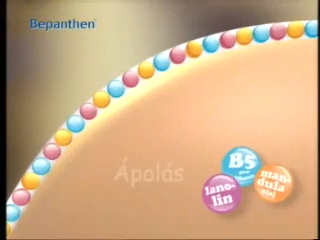 Bepanthen®
Ápolás
B5
lano-
lin
man-
dula
olaj